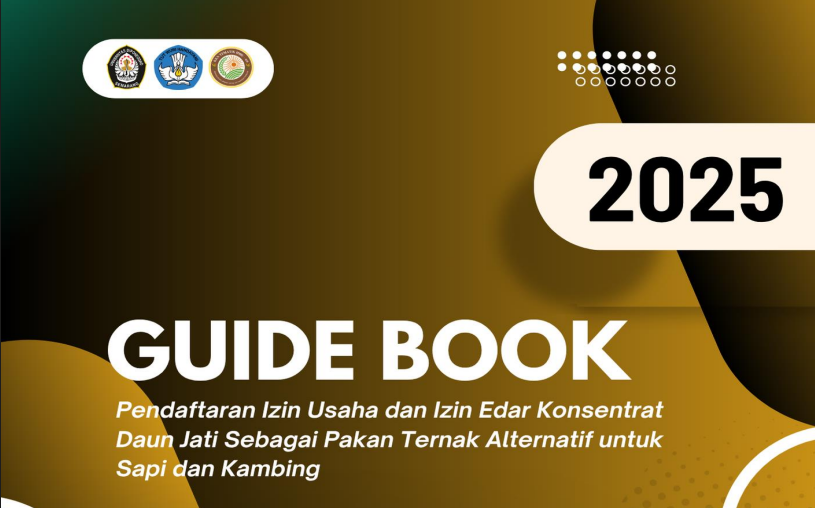 2025
GUIDE BOOK
Pendaftaran Izin Usaha dan Izin Edar Konsentrat
Daun Jati Sebagai Pakan Ternak Alternatif untuk
Sapi dan Kambing